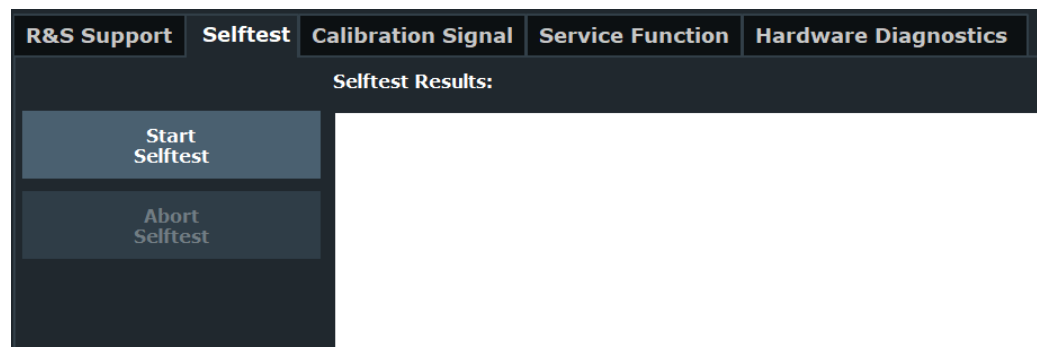 R&S Support Selftest Calibration Signal Service Function Hardware Diagnostics
Selftest Results:
Start
Selftest
Abort
Selftest